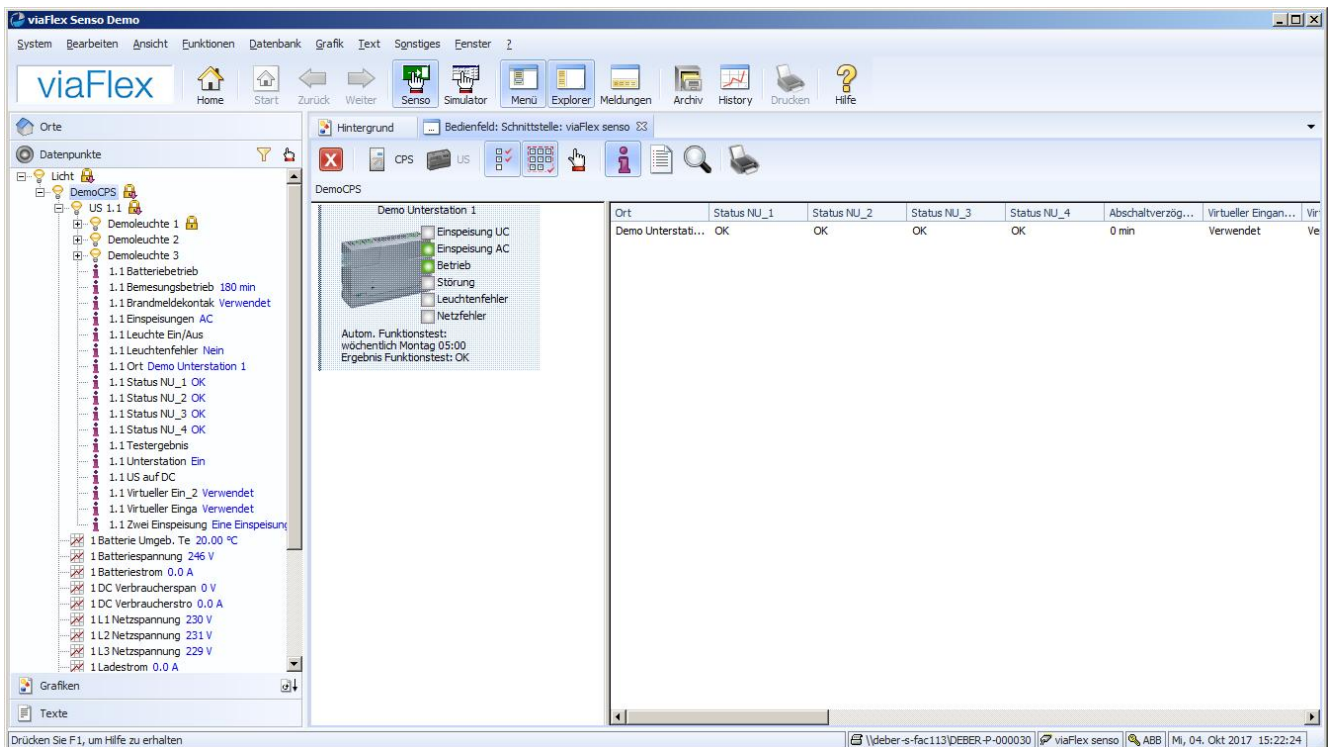 viaFlex Senso Demo
System Bearbeiten Ansicht Funktionen Datenbank Grafik Text Sonstiges Fenster ?
viaFlex Home Start Zurück Weiter Senso Simulator Menü Explorer Meldungen Archiv History Drucken Hilfe
Orte
Datenpunkte
Licht
DemoCPS
US 1.1
Demoleuchte 1
Demoleuchte 2
Demoleuchte 3
1.1 Batteriebetrieb
1.1 Bemesungsbetrieb 180 min
1.1 Brandmeldekontak Verwendet
1.1 Einspeisungen AC
1.1 Leuchte Ein/Aus
1.1 Leuchtenfehler Nein
1.1 Ort Demo Unterstation 1
1.1 Status NU_1 OK
1.1 Status NU_2 OK
1.1 Status NU_3 OK
1.1 Status NU_4 OK
1.1 Testergebnis
1.1 Unterstation Ein
1.1 US auf DC
1.1 Virtueller Ein_2 Verwendet
1.1 Virtueller Einga Verwendet
1.1 Zwei Einspeisung Eine Einspeisung
1 Batterie Umgeb. Te 20.00 °C
1 Batteriespannung 246 V
1 Batteriestrom 0.0 A
1 DC Verbraucherspan 0 V
1 DC Verbraucherstro 0.0 A
1 L1 Netzspannung 230 V
1 L2 Netzspannung 231 V
1 L3 Netzspannung 229 V
1 Ladestrom 0.0 A
Grafiken
Texte
Hintergrund ... Bedienfeld: Schnittstelle: viaFlex senso
CPS US
DemoCPS
Demo Unterstation 1
Einspeisung UC
Einspeisung AC
Betrieb
Störung
Leuchtenfehler
Netzfehler
Autom. Funktionstest:
wöchentlich Montag 05:00
Ergebnis Funktionstest: OK
Ort Status NU_1 Status NU_2 Status NU_3 Status NU_4 Abschaltverzög... Virtueller Eingan... Vir
Demo Unterstati... OK OK OK OK 0 min Verwendet Ve
Drücken Sie F1, um Hilfe zu erhalten \\deber-s-fac113\DEBER-P-000030 viaFlex senso ABB Mi, 04. Okt 2017 15:22:24